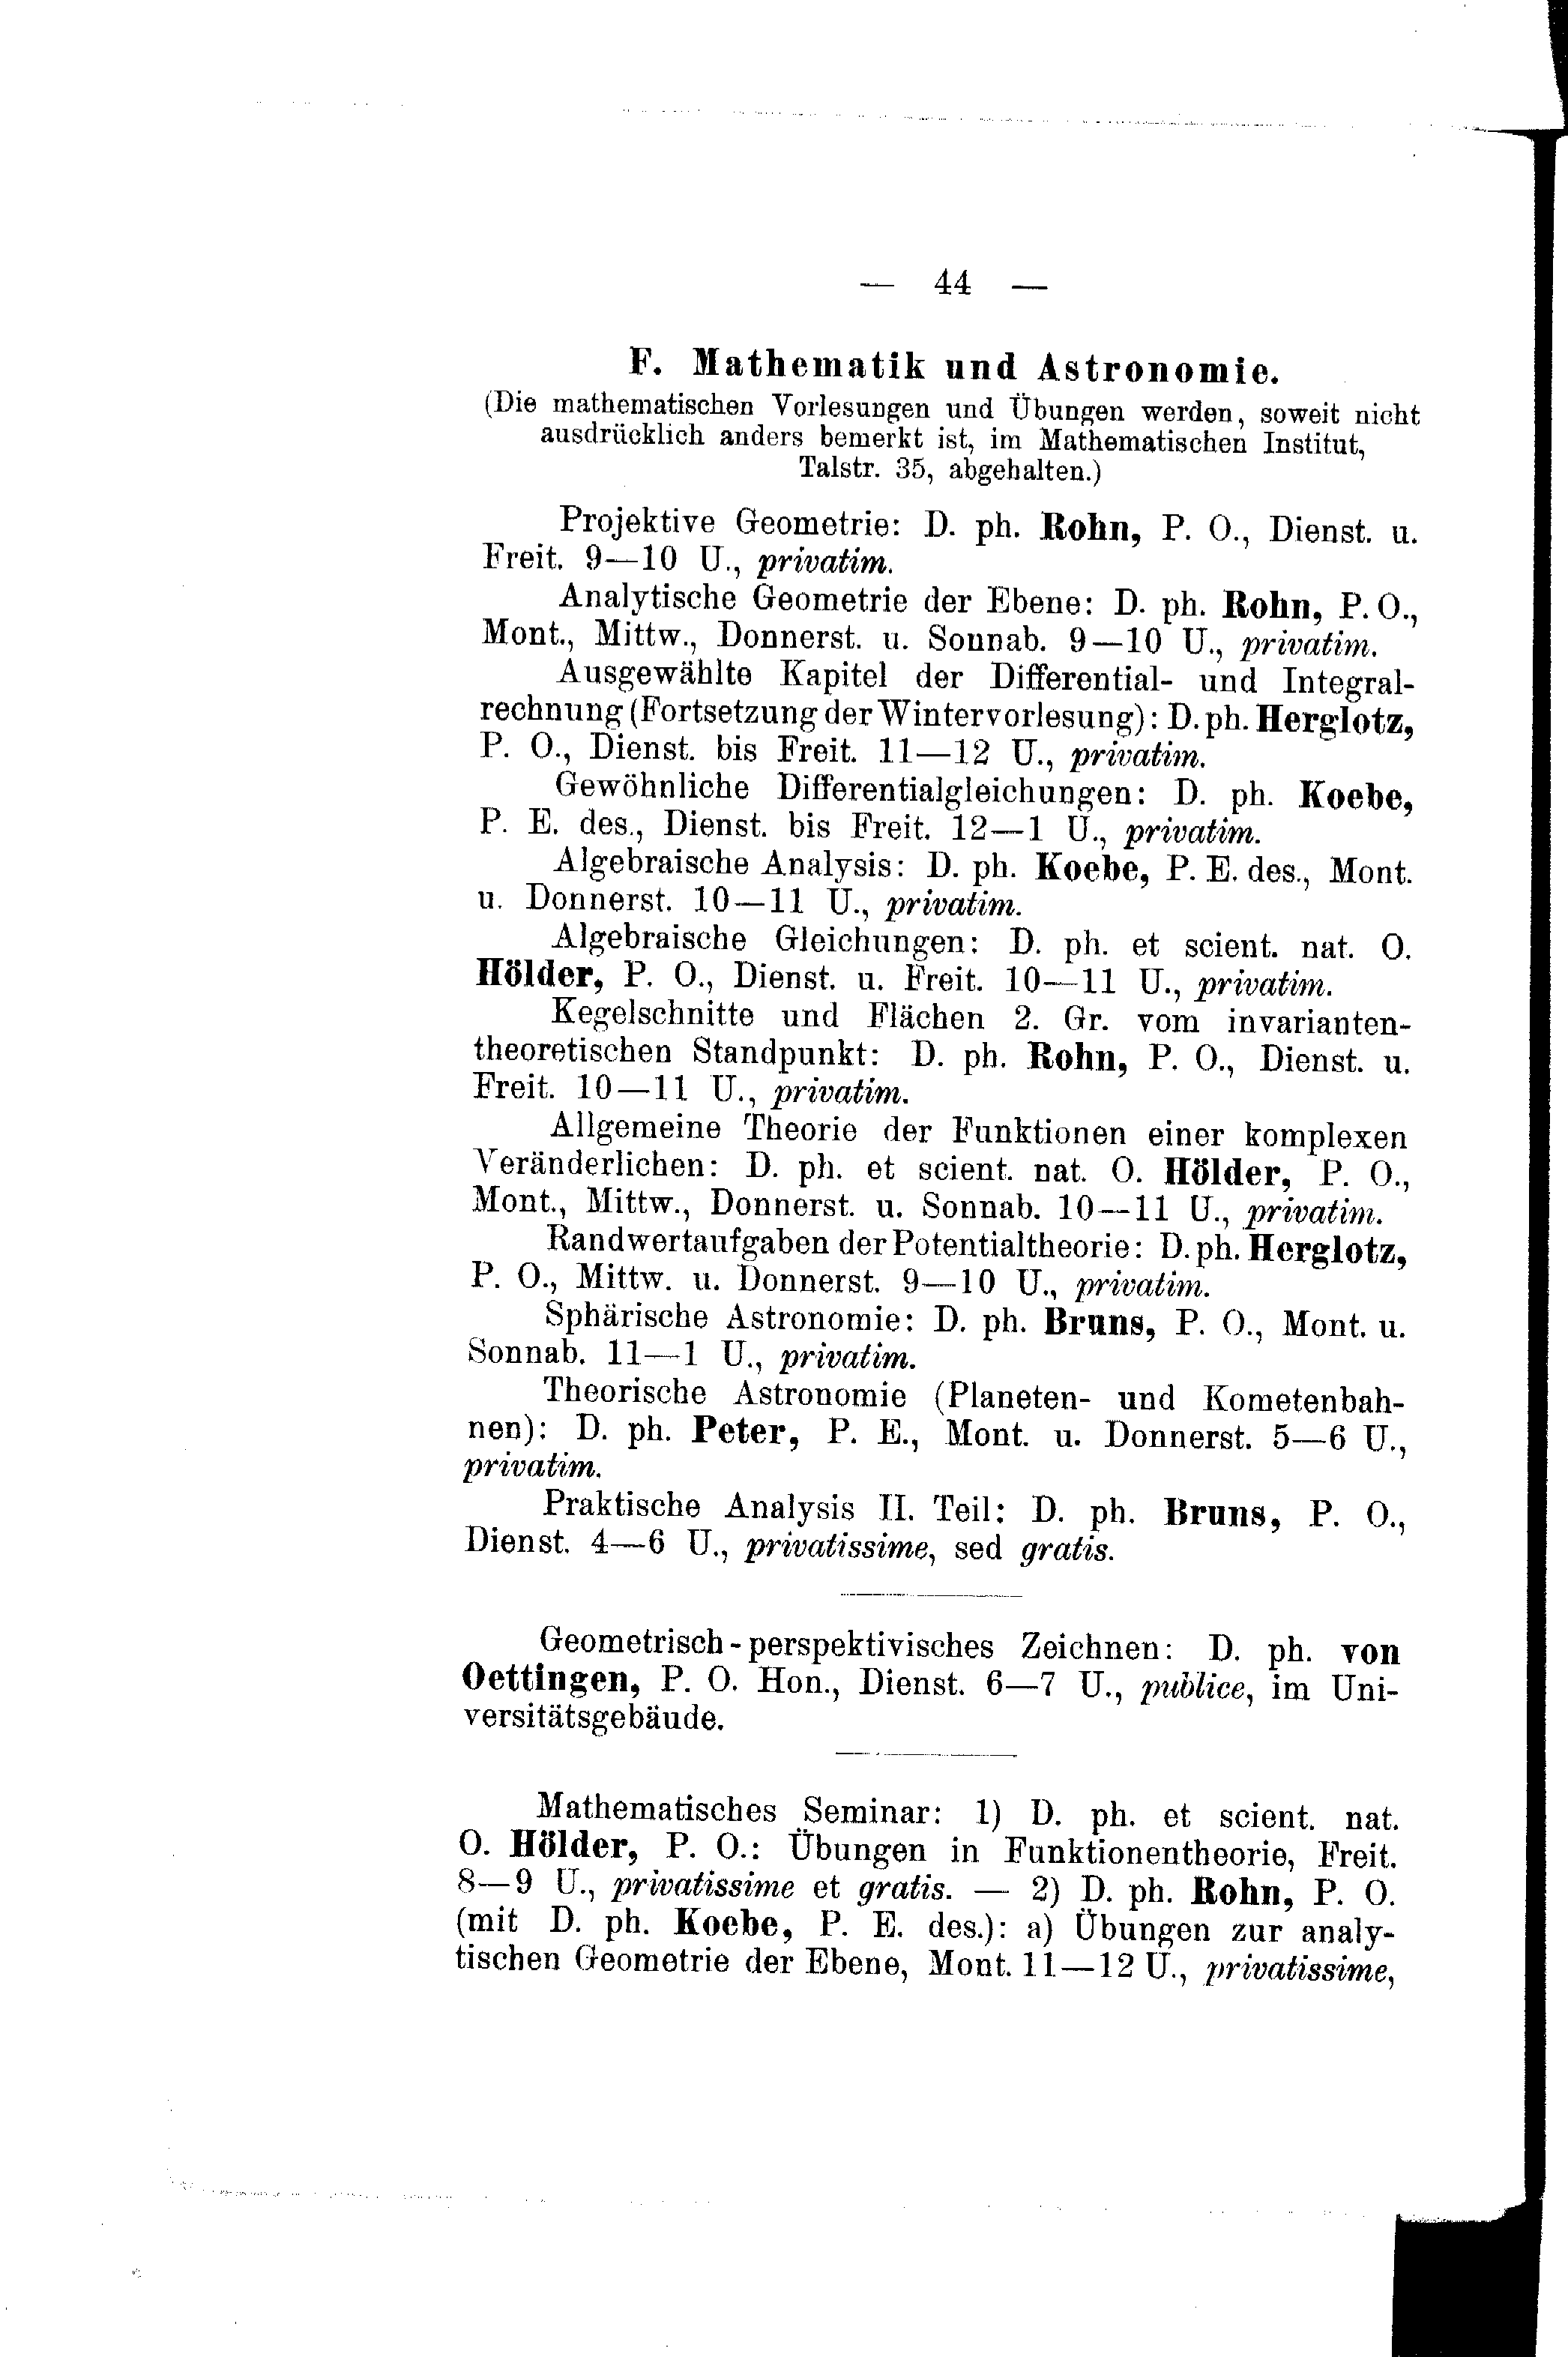 — 44 —
F. Mathematik und Astronomie.
(Die mathematischen Vorlesungen und Übungen werden, soweit nicht
ausdrücklich anders bemerkt ist, im Mathematischen Institut,
Talstr. 35, abgehalten.)
Projektive Geometrie: D. ph. Rohn, P. O., Dienst. u.
Freit. 9—10 U., privatim.
Analytische Geometrie der Ebene: D. ph. Rohn, P. O.,
Mont., Mittw., Donnerst. u. Sonnab. 9—10 U., privatim.
Ausgewählte Kapitel der Differential- und Integral-
rechnung (Fortsetzung der Wintervorlesung): D. ph. Herglotz,
P. O., Dienst. bis Freit. 11—12 U., privatim.
Gewöhnliche Differentialgleichungen: D. ph. Koebe,
P. E. des., Dienst. bis Freit. 12—1 U., privatim.
Algebraische Analysis: D. ph. Koebe, P. E. des., Mont.
u. Donnerst. 10—11 U., privatim.
Algebraische Gleichungen: D. ph. et scient. nat. O.
Hölder, P. O., Dienst. u. Freit. 10—11 U., privatim.
Kegelschnitte und Flächen 2. Gr. vom invarianten-
theoretischen Standpunkt: D. ph. Rohn, P. O., Dienst. u.
Freit. 10—11 U., privatim.
Allgemeine Theorie der Funktionen einer komplexen
Veränderlichen: D. ph. et scient. nat. O. Hölder, P. O.,
Mont., Mittw., Donnerst. u. Sonnab. 10—11 U., privatim.
Randwertaufgaben der Potentialtheorie: D. ph. Herglotz,
P. O., Mittw. u. Donnerst. 9—10 U., privatim.
Sphärische Astronomie: D. ph. Bruns, P. O., Mont. u.
Sonnab. 11—1 U., privatim.
Theorische Astronomie (Planeten- und Kometenbah-
nen): D. ph. Peter, P. E., Mont. u. Donnerst. 5—6 U.,
privatim.
Praktische Analysis II. Teil: D. ph. Bruns, P. O.,
Dienst. 4—6 U., privatissime, sed gratis.
Geometrisch-perspektivisches Zeichnen: D. ph. von
Oettingen, P. O. Hon., Dienst. 6—7 U., publice, im Uni-
versitätsgebäude.
Mathematisches Seminar: 1) D. ph. et scient. nat.
O. Hölder, P. O.: Übungen in Funktionentheorie, Freit.
8—9 U., privatissime et gratis. — 2) D. ph. Rohn, P. O.
(mit D. ph. Koebe, P. E. des.): a) Übungen zur analy-
tischen Geometrie der Ebene, Mont. 11—12 U., privatissime,